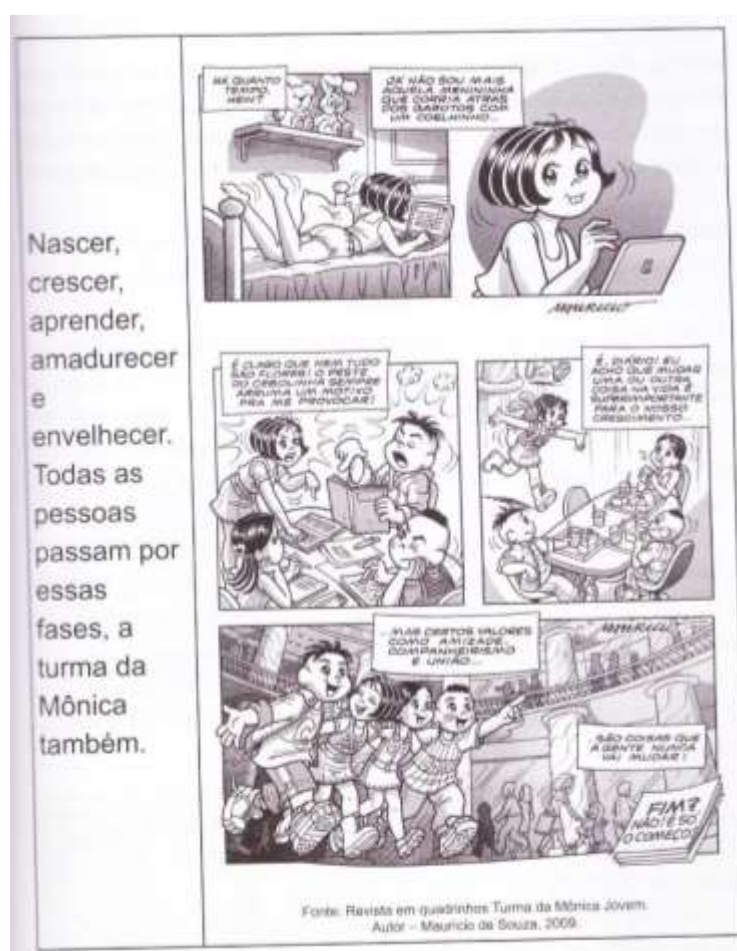 Nascer,
crescer,
aprender,
amadurecer
e
envelhecer.
Todas as
pessoas
passam por
essas
fases, a
turma da
Mônica
também.
HÁ QUANTO
TEMPO,
HEIN?
JÁ NÃO SOU MAIS
AQUELA MENININHA
QUE CORRIA ATRÁS
DOS GAROTOS COM
UM COELHINHO...
MAURICIO
É CLARO QUE NEM TUDO
SÃO FLORES! O PESTE
DO CEBOLINHA SEMPRE
ARRUMA UM MOTIVO
PRA ME PROVOCAR!
É, DIÁRIO! EU
ACHO QUE MUDAR
UMA OU OUTRA
COISA NA VIDA É
SUPERIMPORTANTE
PARA O NOSSO
CRESCIMENTO...
...MAS CERTOS VALORES
COMO AMIZADE,
COMPANHEIRISMO
E UNIÃO...
MAURICIO
...SÃO COISAS QUE
A GENTE NUNCA
VAI MUDAR!
FIM?
NÃO! É SÓ
O COMEÇO!
Fonte: Revista em quadrinhos Turma da Mônica Jovem.
Autor – Mauricio de Souza, 2009.